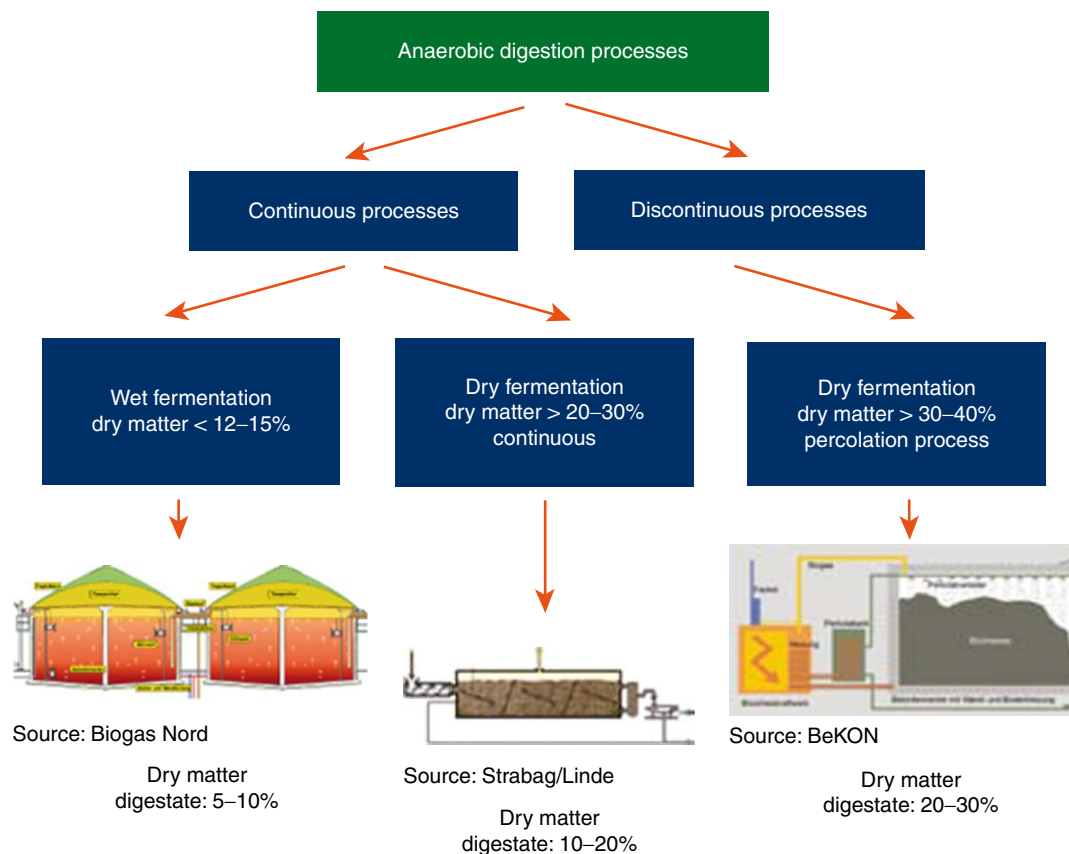 Anaerobic digestion processes
Continuous processes
Discontinuous processes
Wet fermentation
dry matter < 12–15%
Dry fermentation
dry matter > 20–30%
continuous
Dry fermentation
dry matter > 30–40%
percolation process
Biogas
Fackel
Biomasse
Source: Biogas Nord
Dry matter
digestate: 5–10%
Source: Strabag/Linde
Dry matter
digestate: 10–20%
Source: BeKON
Dry matter
digestate: 20–30%